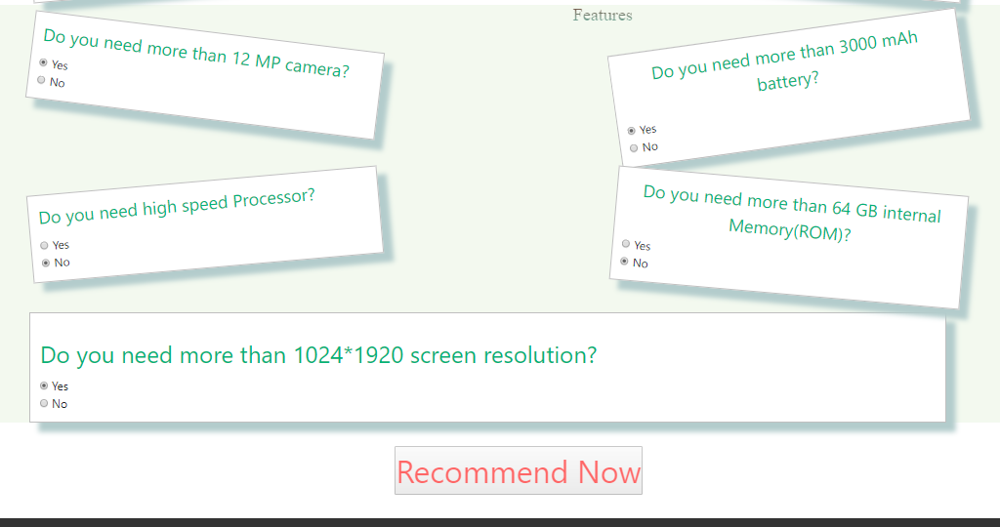 Features
Do you need more than 12 MP camera?
Yes
No
Do you need more than 3000 mAh
battery?
Yes
No
Do you need high speed Processor?
Yes
No
Do you need more than 64 GB internal
Memory(ROM)?
Yes
No
Do you need more than 1024*1920 screen resolution?
Yes
No
Recommend Now